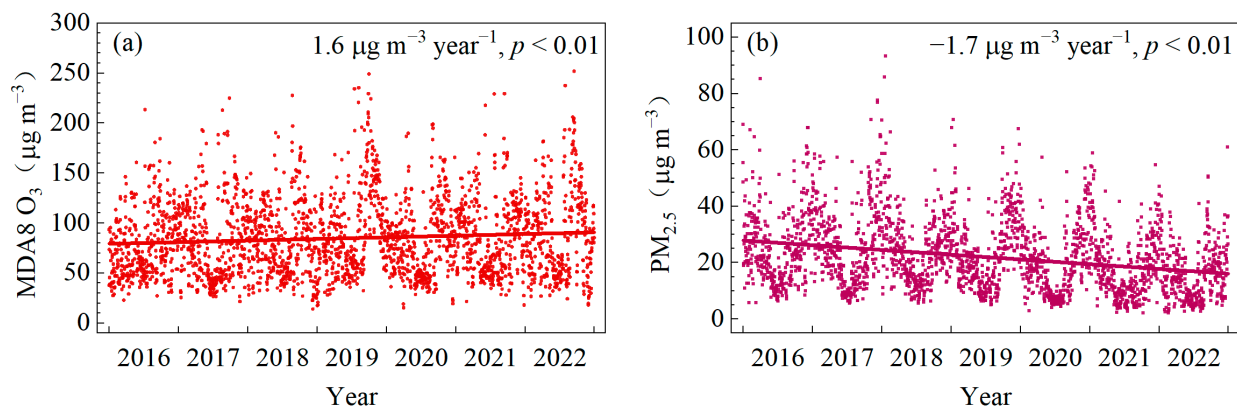 (a)
1.6 μg m⁻³ year⁻¹, p < 0.01
MDA8 O₃（μg m⁻³）
300
250
200
150
100
50
0
2016 2017 2018 2019 2020 2021 2022
Year
(b)
−1.7 μg m⁻³ year⁻¹, p < 0.01
PM₂.₅（μg m⁻³）
100
80
60
40
20
0
2016 2017 2018 2019 2020 2021 2022
Year